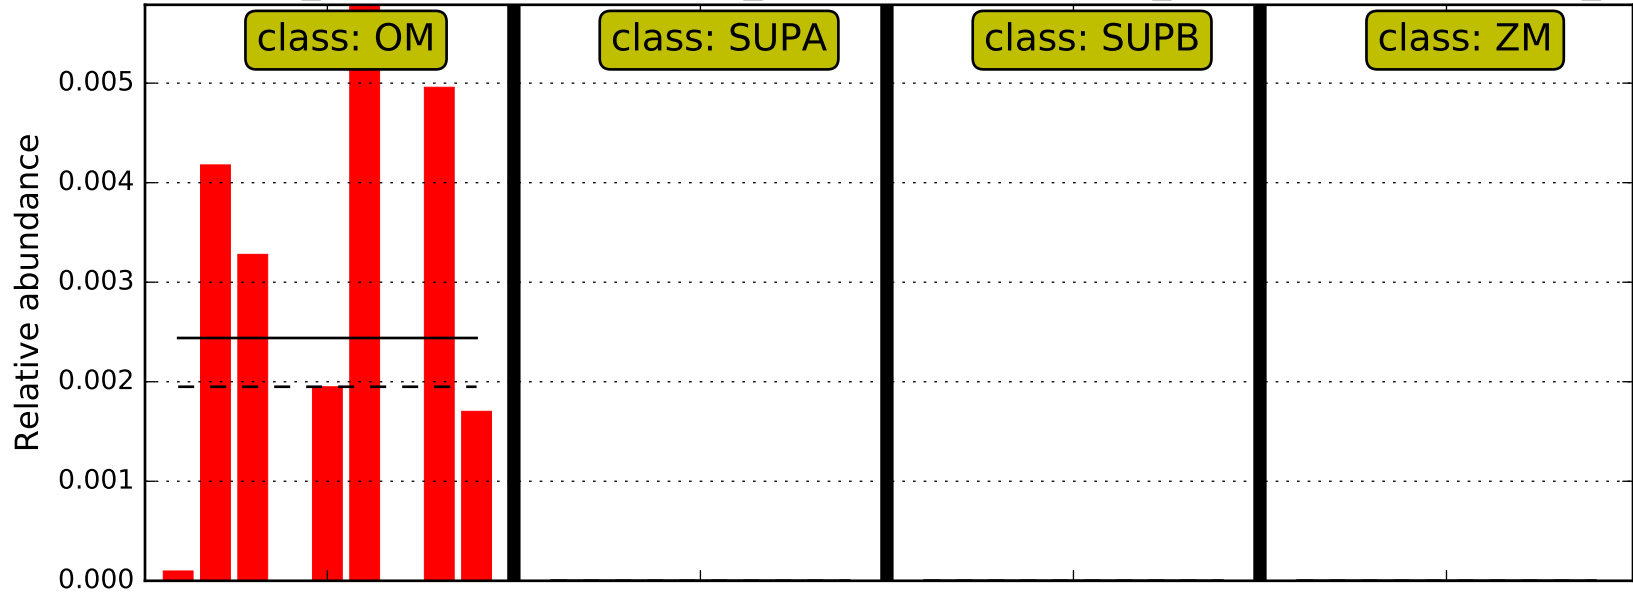 class: OM
class: SUPA
class: SUPB
class: ZM
Relative abundance
0.005
0.004
0.003
0.002
0.001
0.000